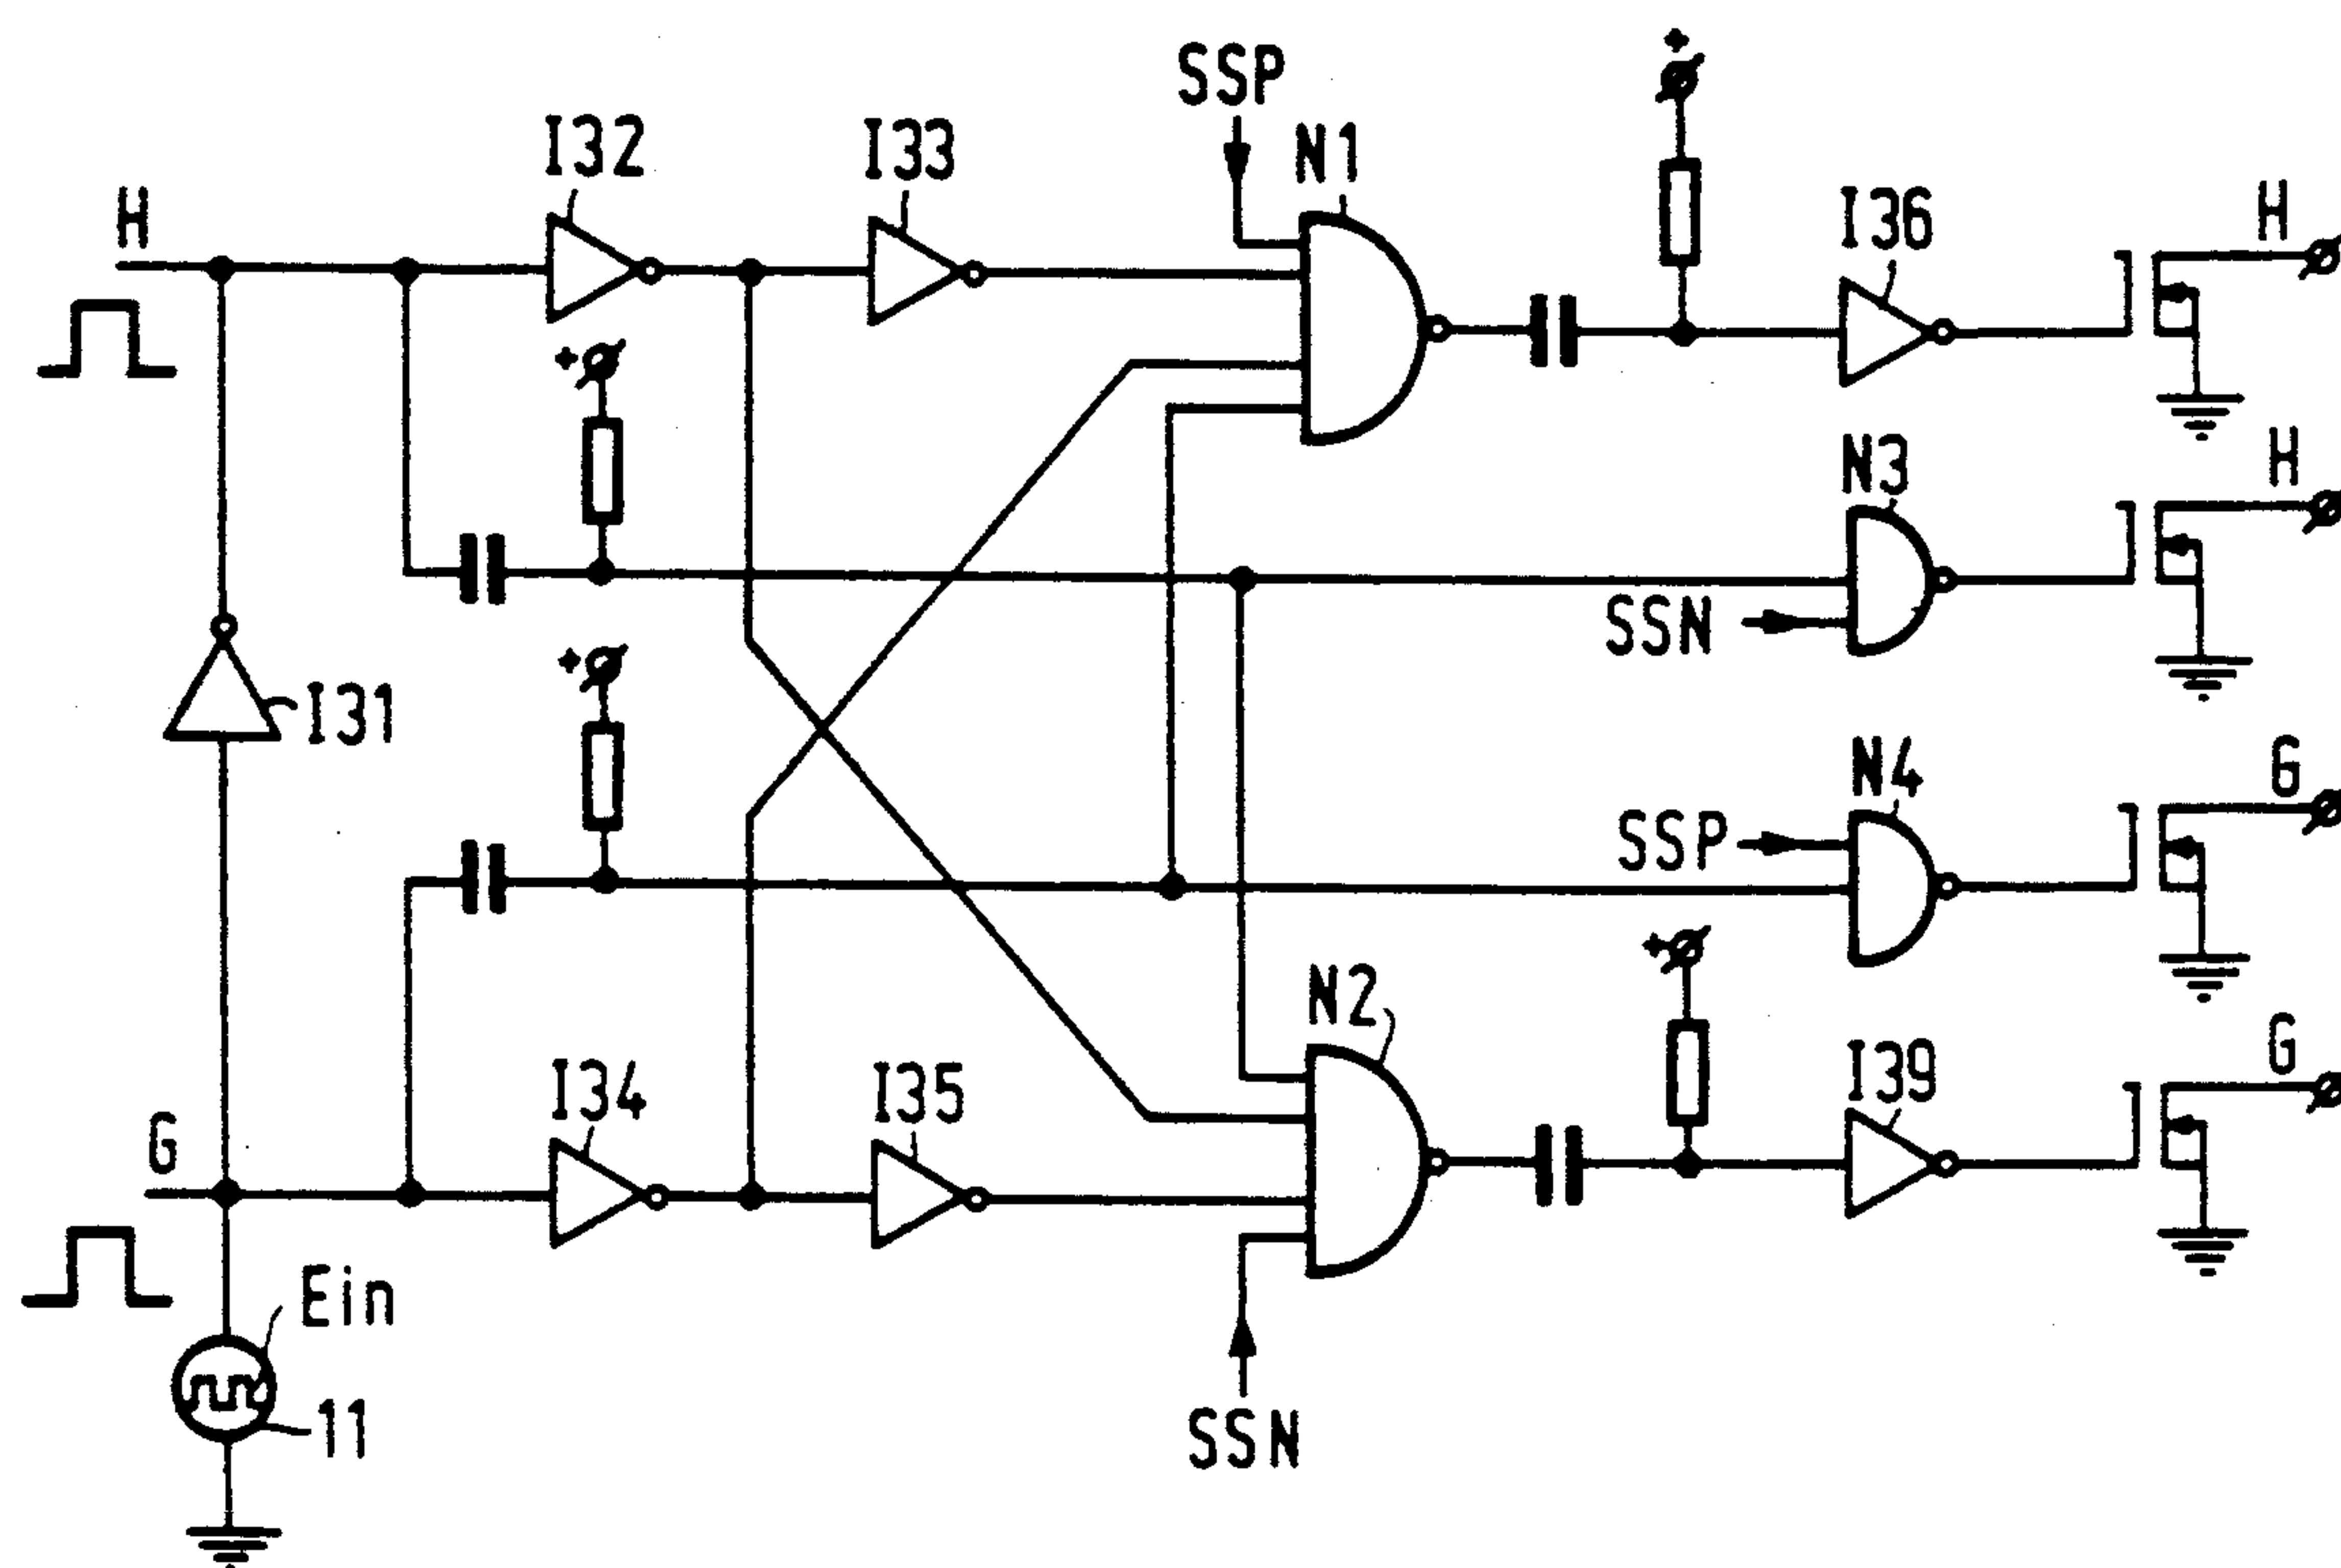 SSP
I32
I33
N1
H
I36
H
+
+
N3
H
SSN
+
I31
N4
G
SSP
+
N2
G
I34
I35
I39
G
Ein
11
SSN